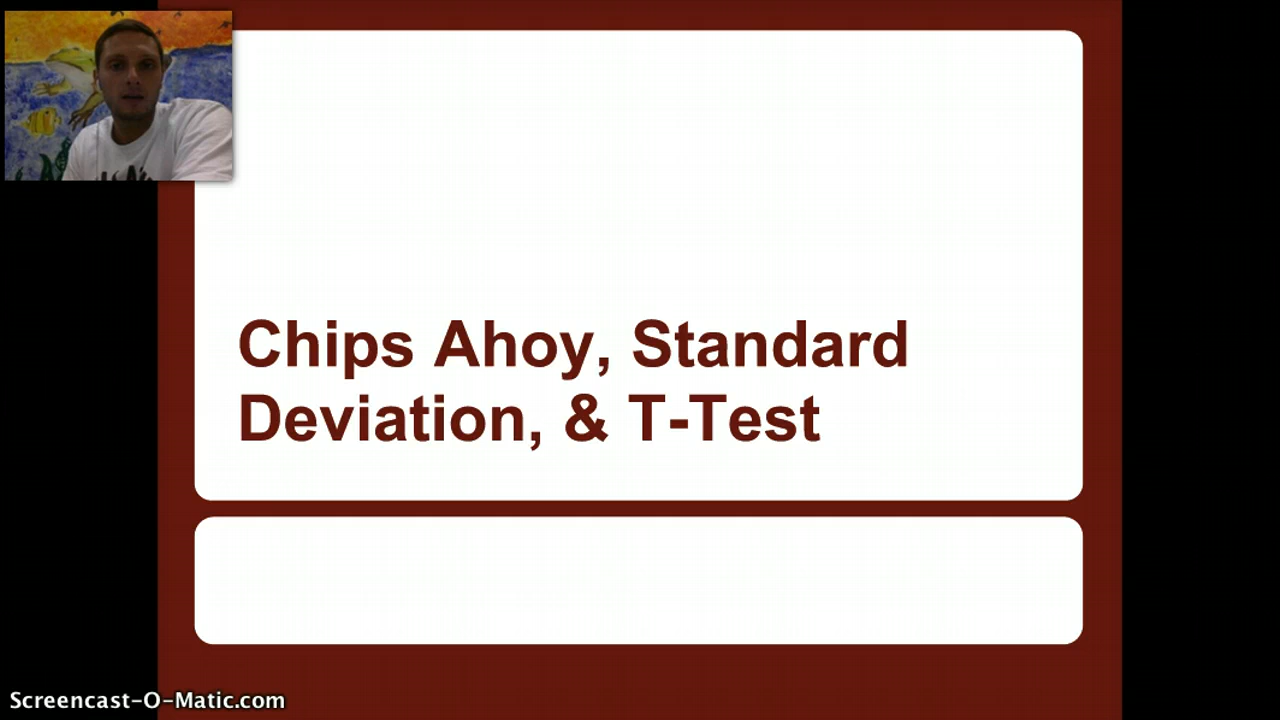 Chips Ahoy, Standard
Deviation, & T-Test
Screencast-O-Matic.com